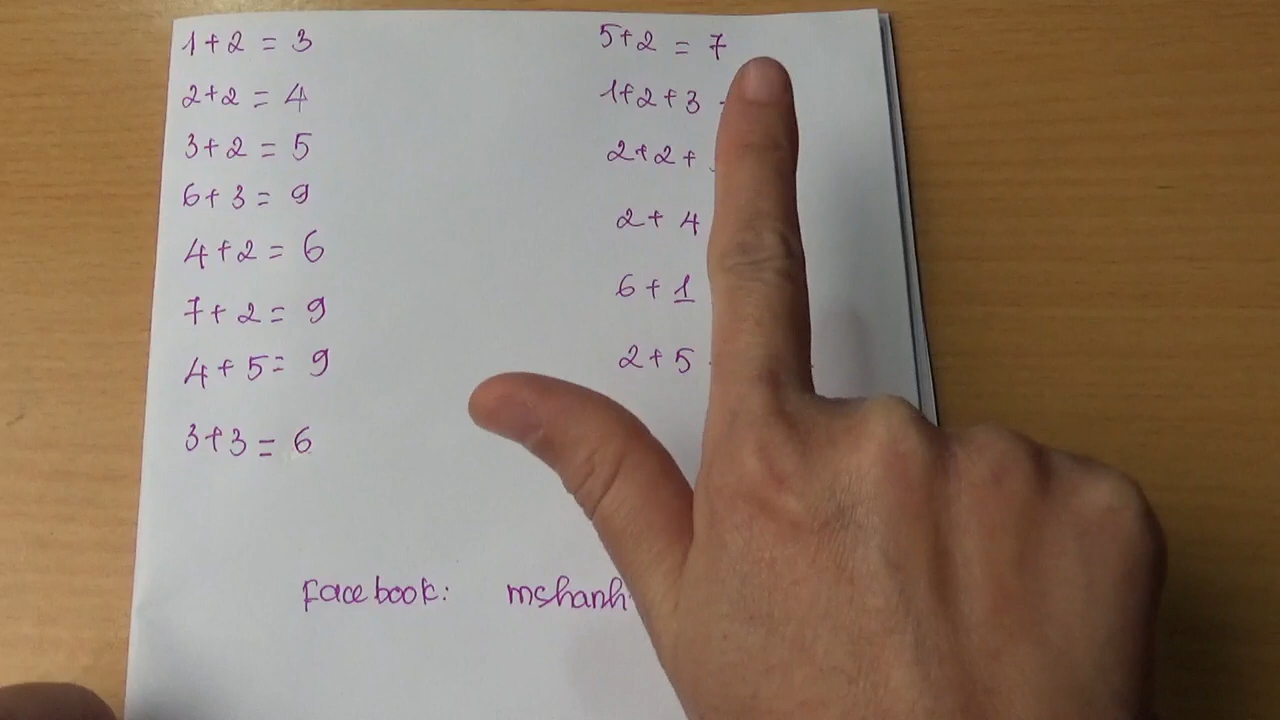 1+2 = 3
2+2 = 4
3+2 = 5
6+3 = 9
4+2 = 6
7+2 = 9
4+5 = 9
3+3 = 6
5+2 = 7
1+2+3
2+2+
2+4
6+1
2+5
Facebook: mshanh